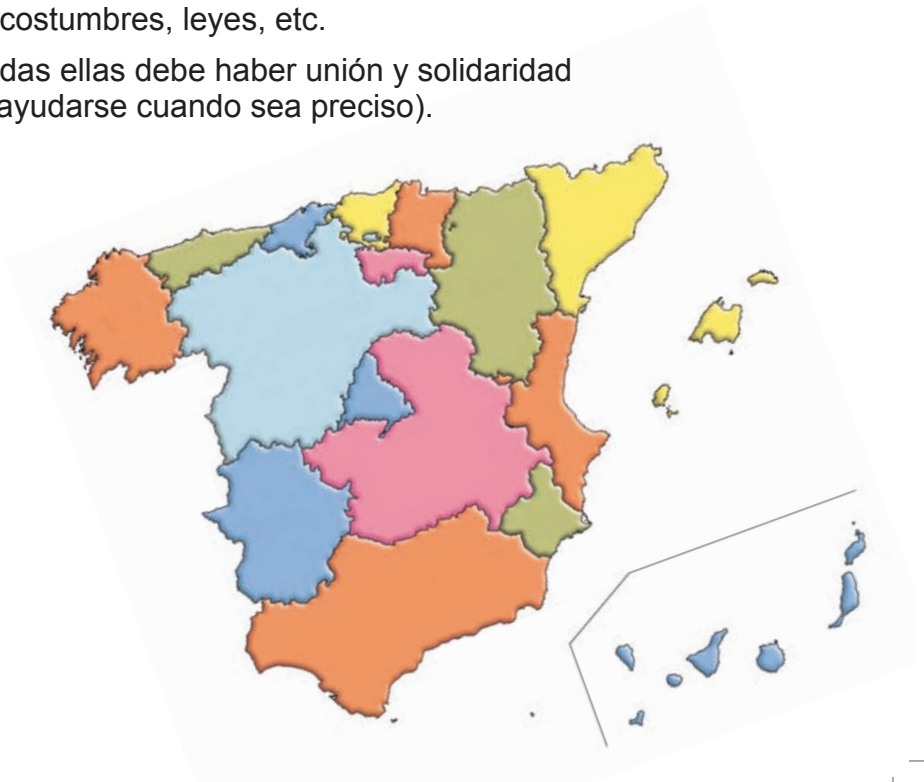 costumbres, leyes, etc.
das ellas debe haber unión y solidaridad
ayudarse cuando sea preciso).